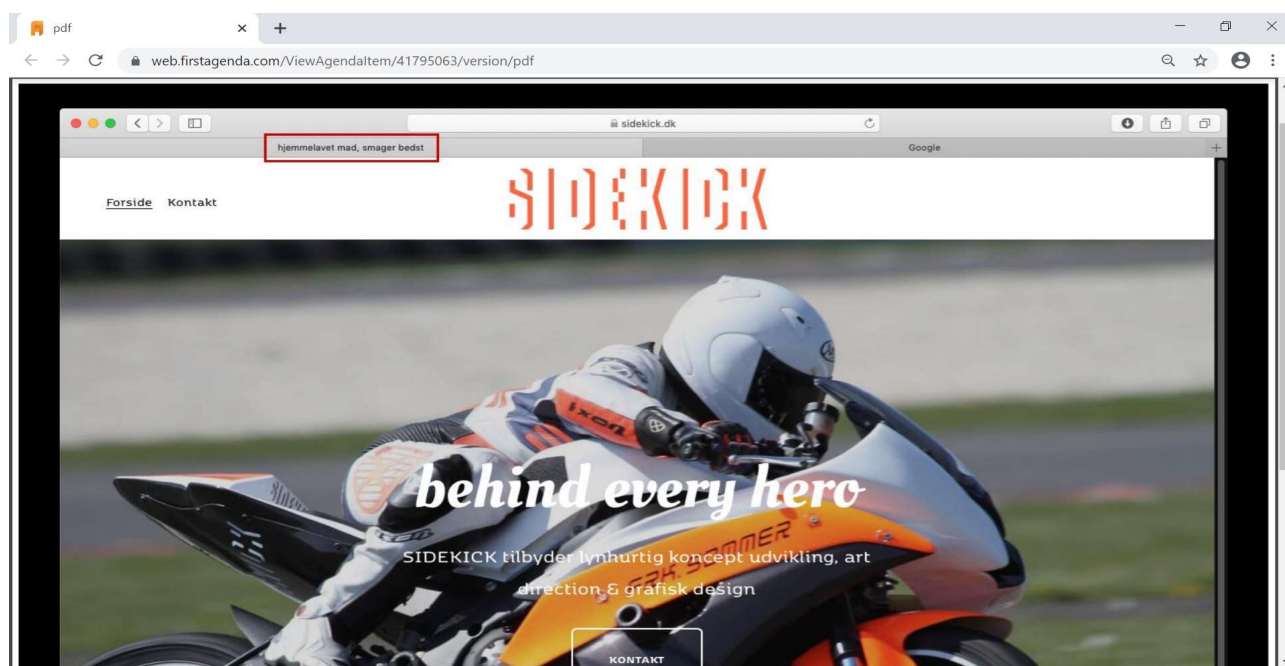 pdf
web.firstagenda.com/ViewAgendaItem/41795063/version/pdf
sidekick.dk
hjemmelavet mad, smager bedst
Google
Forside Kontakt
SIDEKICK
ixon
behind every hero
SIDEKICK tilbyder lynhurtig koncept udvikling, art
direction & grafisk design
KONTAKT